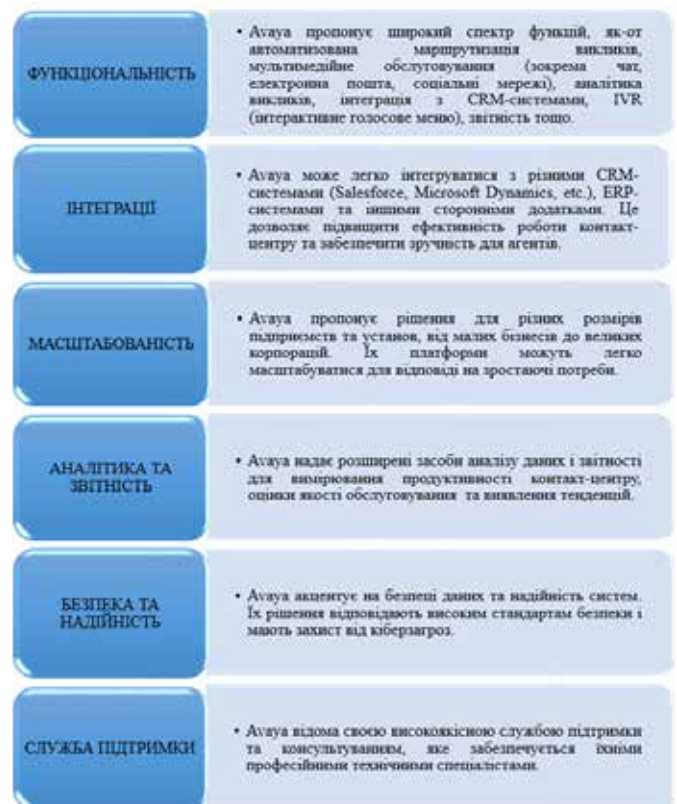 ФУНКЦІОНАЛЬНІСТЬ
• Avaya пропонує широкий спектр функцій, як-от
автоматизована маршрутизація викликів,
мультимедійне обслуговування (зокрема чат,
електронна пошта, соціальні мережі), аналітика
викликів, інтеграція з CRM-системами, IVR
(інтерактивне голосове меню), звітність тощо.
ІНТЕГРАЦІЇ
• Avaya може легко інтегруватися з різними CRM-
системами (Salesforce, Microsoft Dynamics, etc.), ERP-
системами та іншими сторонніми додатками. Це
дозволяє підвищити ефективність роботи контакт-
центру та забезпечити зручність для агентів.
МАСШТАБОВАНІСТЬ
• Avaya пропонує рішення для різних розмірів
підприємств та установ, від малих бізнесів до великих
корпорацій. Їх платформи можуть легко
масштабуватися для відповіді на зростаючі потреби.
АНАЛІТИКА ТА
ЗВІТНІСТЬ
• Avaya надає розширені засоби аналізу даних і звітності
для вимірювання продуктивності контакт-центру,
оцінки якості обслуговування та виявлення тенденцій.
БЕЗПЕКА ТА
НАДІЙНІСТЬ
• Avaya акцентує на безпеці даних та надійність систем.
Їх рішення відповідають високим стандартам безпеки і
мають захист від кіберзагроз.
СЛУЖБА ПІДТРИМКИ
• Avaya відома своєю високоякісною службою підтримки
та консультуванням, яке забезпечується їхніми
професійними технічними спеціалістами.